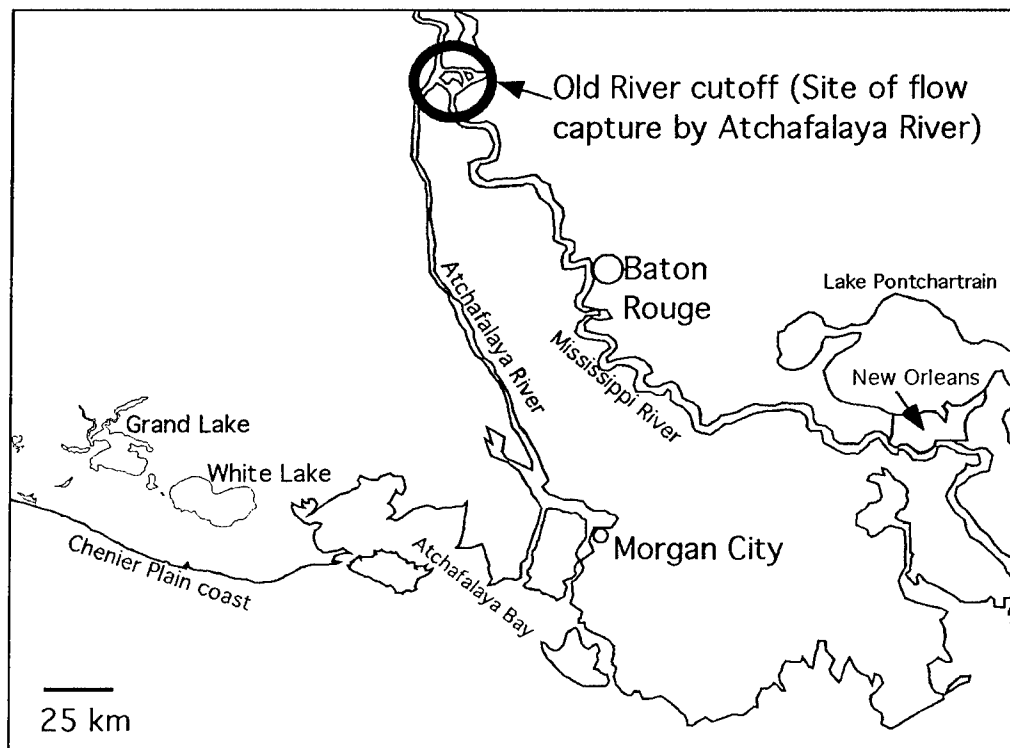 Old River cutoff (Site of flow
capture by Atchafalaya River)
Baton
Rouge
Lake Pontchartrain
Atchafalaya River
Mississippi River
New Orleans
Grand Lake
White Lake
Morgan City
Chenier Plain coast
Atchafalaya Bay
25 km